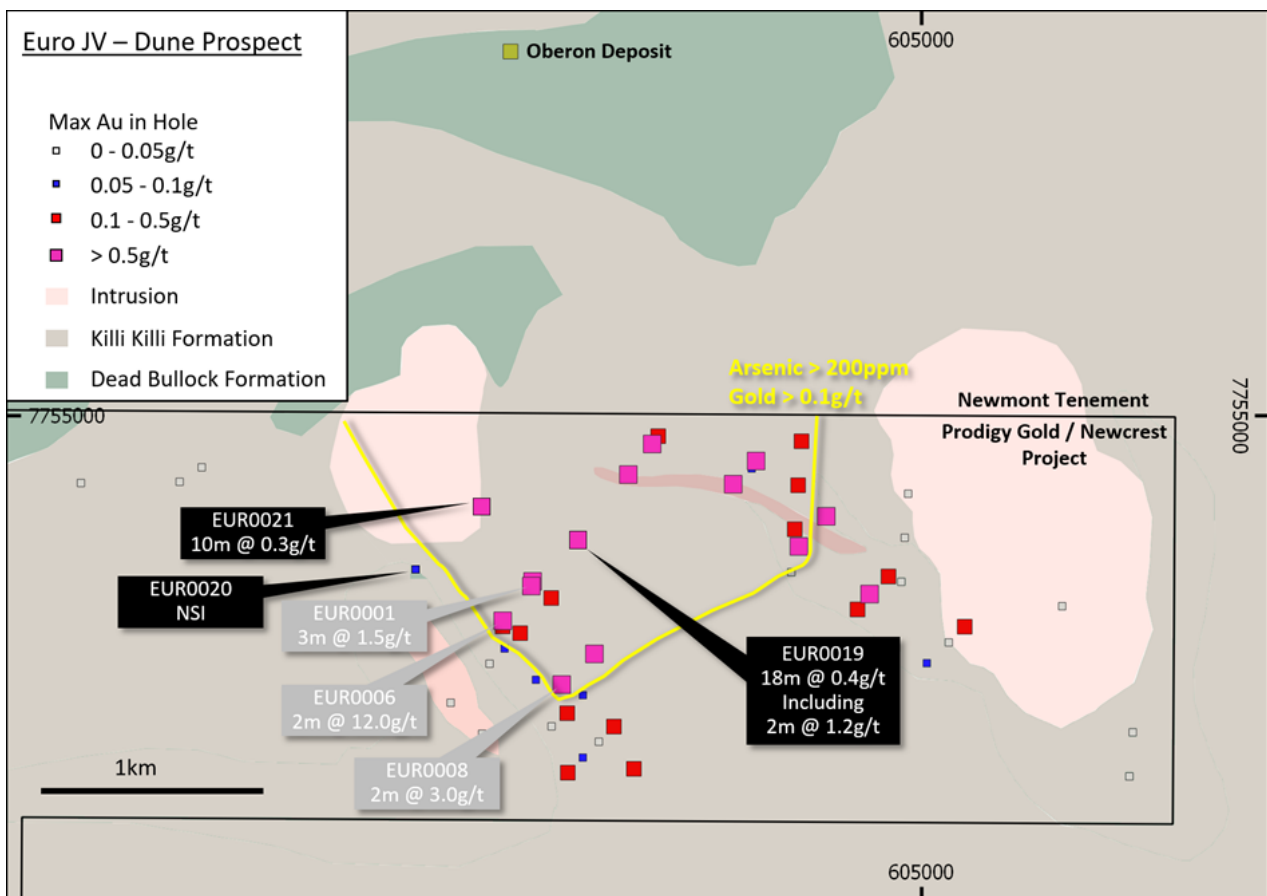 Euro JV – Dune Prospect
Max Au in Hole
0 - 0.05g/t
0.05 - 0.1g/t
0.1 - 0.5g/t
> 0.5g/t
Intrusion
Killi Killi Formation
Dead Bullock Formation
Oberon Deposit
605000
Arsenic > 200ppm
Gold > 0.1g/t
7755000
Newmont Tenement
7755000
Prodigy Gold / Newcrest
Project
EUR0021
10m @ 0.3g/t
EUR0020
NSI
EUR0001
3m @ 1.5g/t
EUR0006
2m @ 12.0g/t
EUR0008
2m @ 3.0g/t
EUR0019
18m @ 0.4g/t
Including
2m @ 1.2g/t
1km
605000